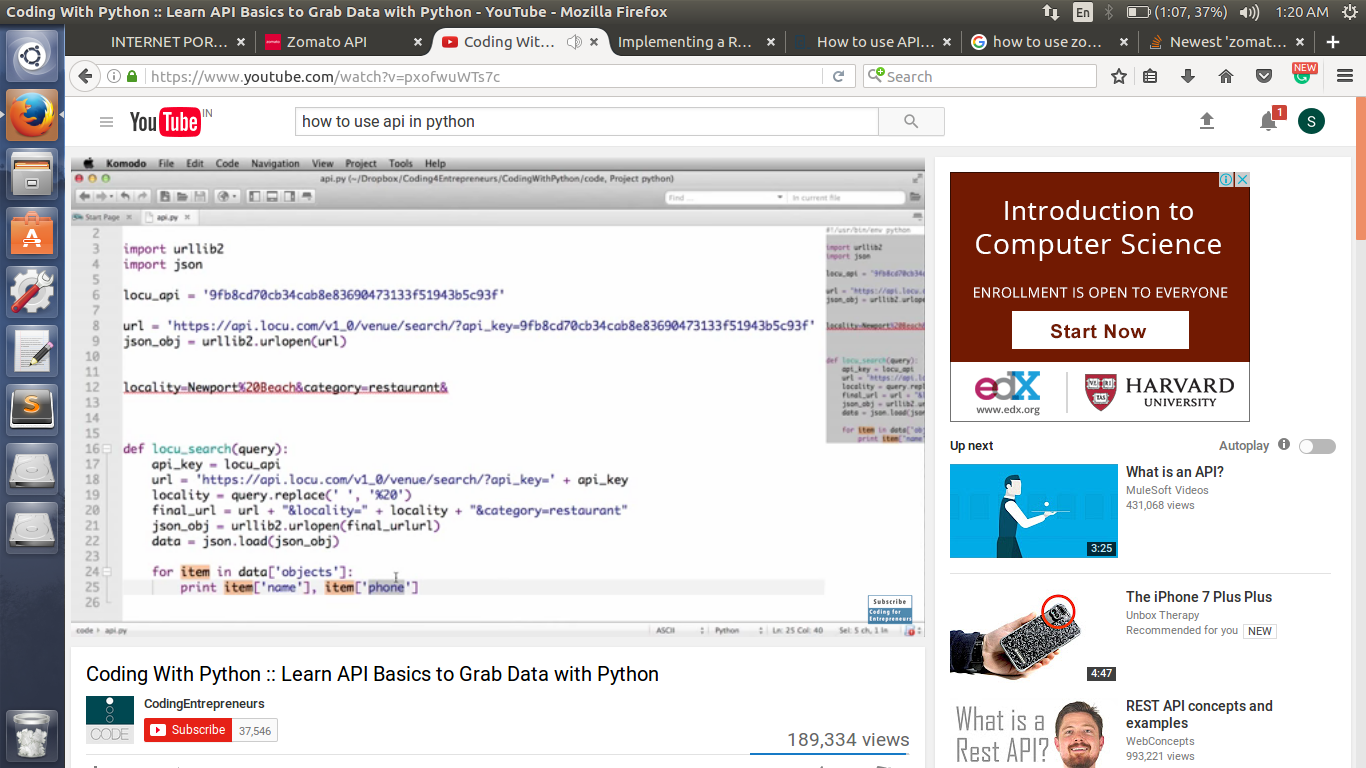 Coding With Python :: Learn API Basics to Grab Data with Python - YouTube - Mozilla Firefox
En
(1:07, 37%)
1:20 AM
INTERNET POR...
Zomato API
Coding Wit...
Implementing a R...
How to use API...
how to use zo...
Newest 'zomat...
https://www.youtube.com/watch?v=pxofwuWTs7c
Search
NEW
YouTube IN
how to use api in python
1
S
Komodo File Edit Code Navigation View Project Tools Help
api.py (~/Dropbox/Coding4Entrepreneurs/CodingWithPython/code, Project python)
Find ...
in current file
Start Page
api.py
2
3 import urllib2
4 import json
5
6 locu_api = '9fb8cd70cb34cab8e83690473133f51943b5c93f'
7
8 url = 'https://api.locu.com/v1_0/venue/search/?api_key=9fb8cd70cb34cab8e83690473133f51943b5c93f'
9 json_obj = urllib2.urlopen(url)
10
11
12 locality=Newport%20Beach&category=restaurant&
13
14
15
16 def locu_search(query):
17 api_key = locu_api
18 url = 'https://api.locu.com/v1_0/venue/search/?api_key=' + api_key
19 locality = query.replace(' ', '%20')
20 final_url = url + "&locality=" + locality + "&category=restaurant"
21 json_obj = urllib2.urlopen(final_urlurl)
22 data = json.load(json_obj)
23
24 for item in data['objects']:
25 print item['name'], item['phone']
26
Subscribe
Coding for
Entrepreneurs
code > api.py
ASCII
Python
Ln: 25 Col: 40
Sel: 5 ch, 1 ln
Coding With Python :: Learn API Basics to Grab Data with Python
CodingEntrepreneurs
CODE
Subscribe
37,546
189,334 views
Introduction to
Computer Science
ENROLLMENT IS OPEN TO EVERYONE
Start Now
edX
www.edx.org
HARVARD
UNIVERSITY
Up next
Autoplay
What is an API?
MuleSoft Videos
431,068 views
3:25
The iPhone 7 Plus Plus
Unbox Therapy
Recommended for you NEW
4:47
What is a
Rest API?
REST API concepts and
examples
WebConcepts
993,221 views